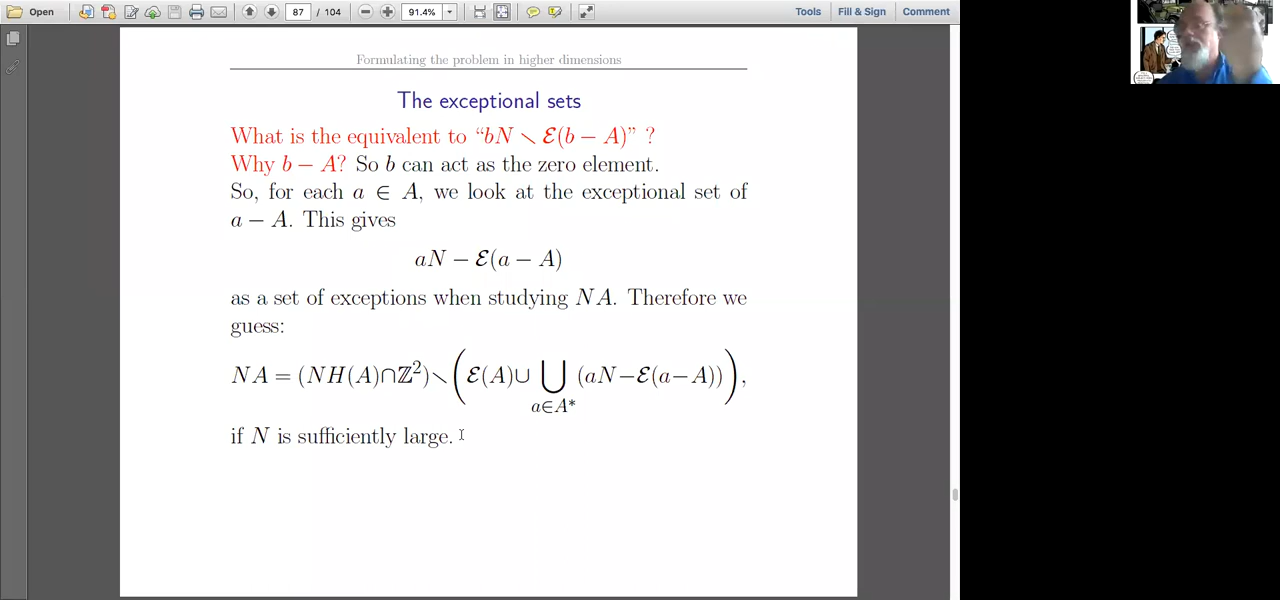 Open
87 / 104
91.4%
Tools
Fill & Sign
Comment
Formulating the problem in higher dimensions
The exceptional sets
What is the equivalent to “bN ∖ ℰ(b − A)” ?
Why b − A? So b can act as the zero element.
So, for each a ∈ A, we look at the exceptional set of
a − A. This gives
aN − ℰ(a − A)
as a set of exceptions when studying NA. Therefore we
guess:
NA = (NH(A)∩ℤ²)∖(ℰ(A)∪ ⋃_{a∈A*} (aN−ℰ(a−A))),
if N is sufficiently large.